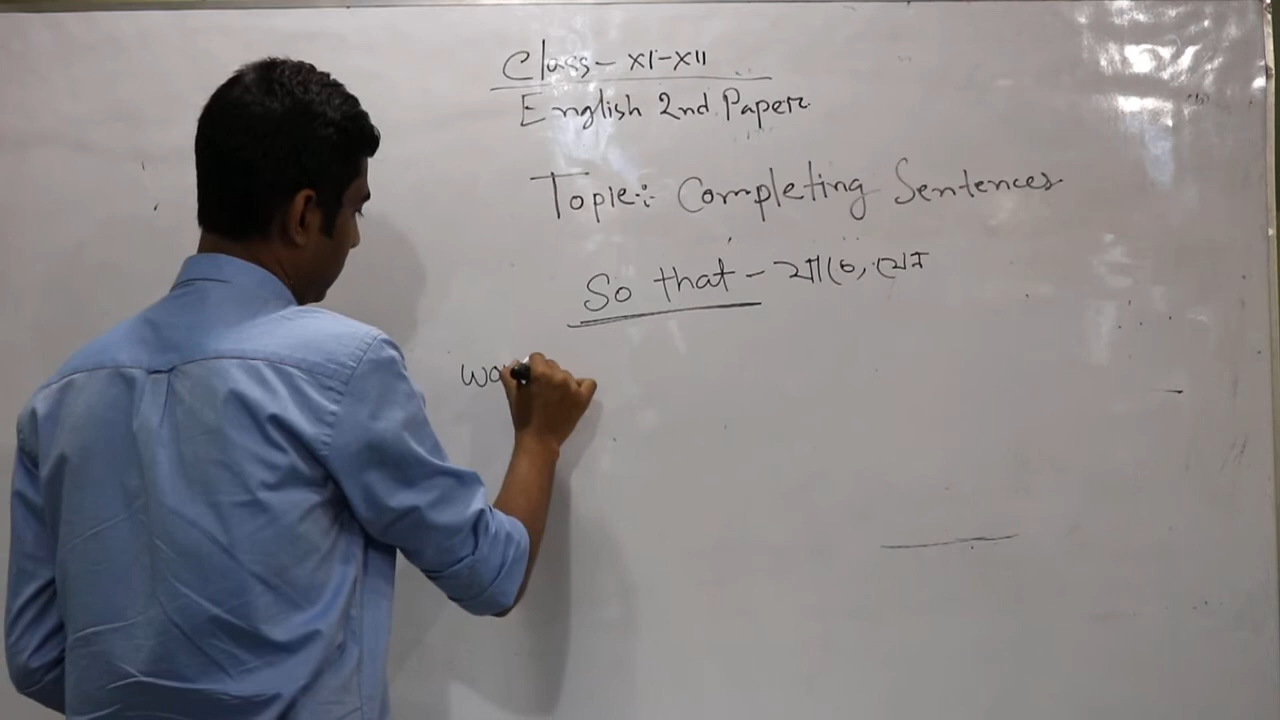 Class - XI-XII
English 2nd Paper
Topic: Completing Sentences
So that - যাতে, যেন